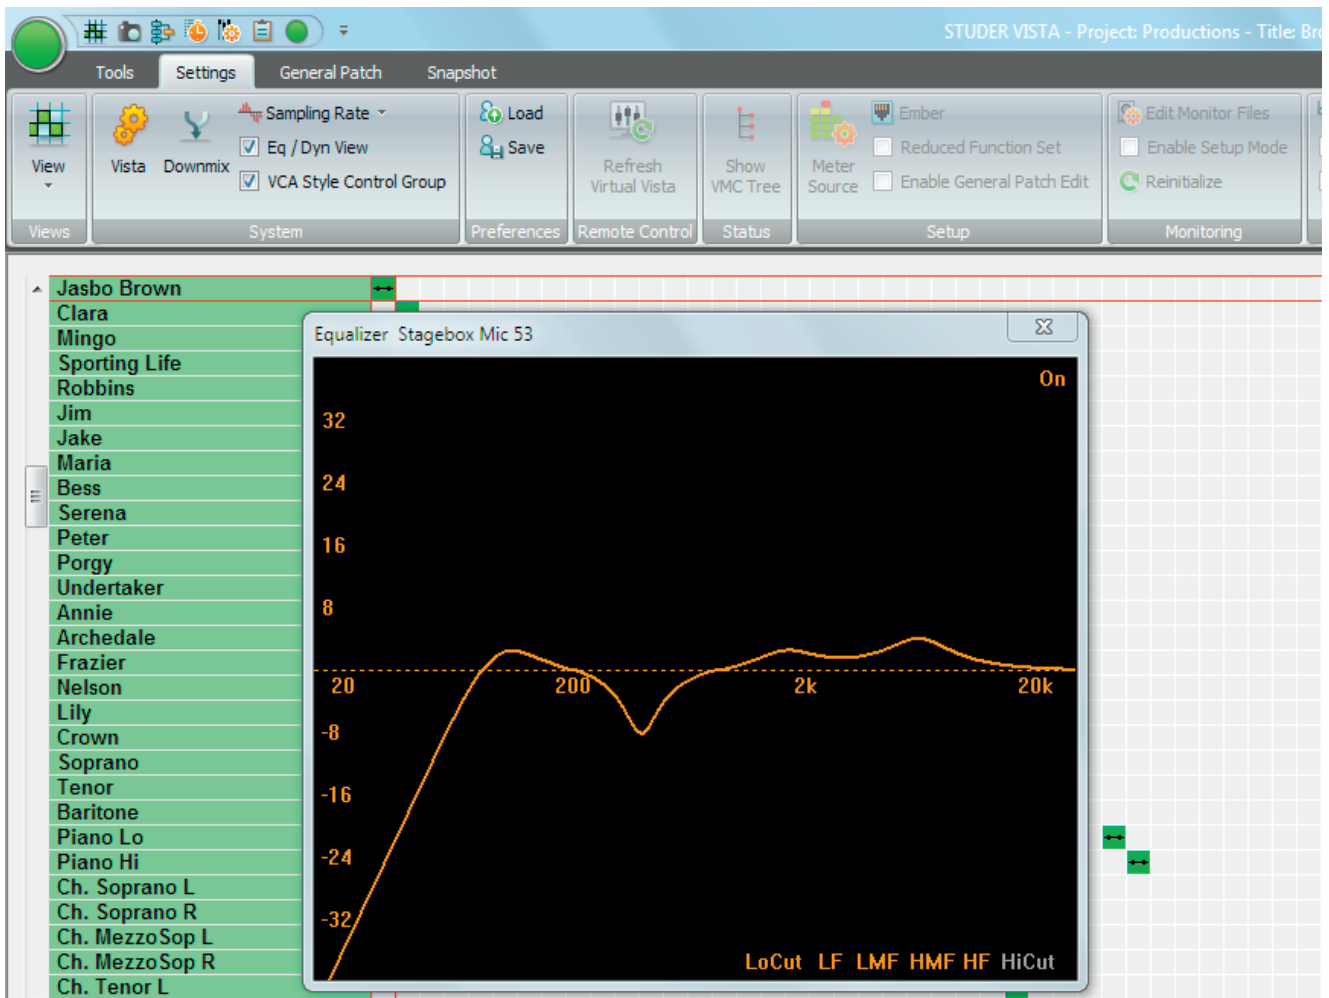 STUDER VISTA - Project: Productions - Title: Bro
Tools Settings General Patch Snapshot
Sampling Rate Load Ember Edit Monitor Files
Eq / Dyn View Save Reduced Function Set Enable Setup Mode
View Vista Downmix Refresh Show Meter
VCA Style Control Group Virtual Vista VMC Tree Source Enable General Patch Edit Reinitialize
Views System Preferences Remote Control Status Setup Monitoring
Jasbo Brown
Clara
Mingo
Sporting Life
Robbins
Jim
Jake
Maria
Bess
Serena
Peter
Porgy
Undertaker
Annie
Archedale
Frazier
Nelson
Lily
Crown
Soprano
Tenor
Baritone
Piano Lo
Piano Hi
Ch. Soprano L
Ch. Soprano R
Ch. MezzoSop L
Ch. MezzoSop R
Ch. Tenor L
Equalizer Stagebox Mic 53
On
32
24
16
8
20 200 2k 20k
-8
-16
-24
-32
LoCut LF LMF HMF HF HiCut